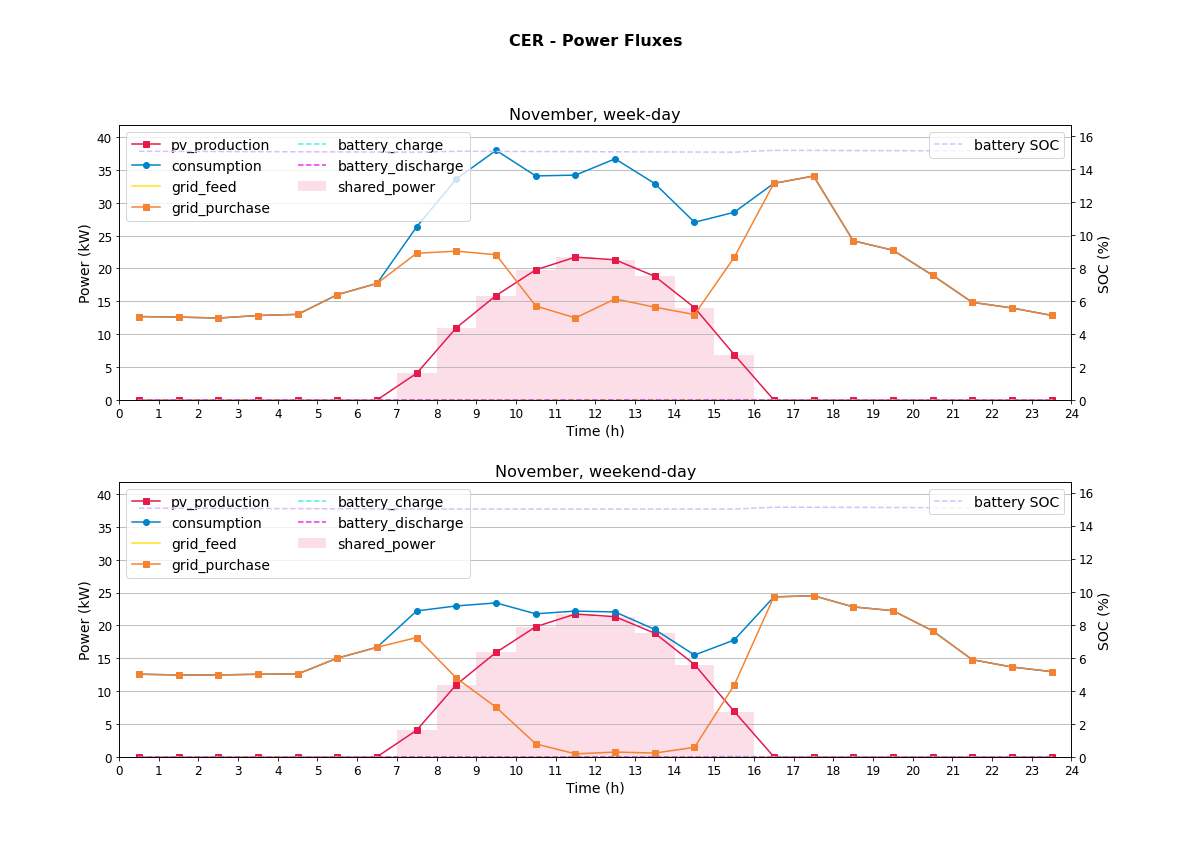 CER - Power Fluxes
November, week-day
pv_production
consumption
grid_feed
grid_purchase
battery_charge
battery_discharge
shared_power
battery SOC
40
35
30
25
20
15
10
5
0
Power (kW)
16
14
12
10
8
6
4
2
0
SOC (%)
0 1 2 3 4 5 6 7 8 9 10 11 12 13 14 15 16 17 18 19 20 21 22 23 24
Time (h)
November, weekend-day
pv_production
consumption
grid_feed
grid_purchase
battery_charge
battery_discharge
shared_power
battery SOC
40
35
30
25
20
15
10
5
0
Power (kW)
16
14
12
10
8
6
4
2
0
SOC (%)
0 1 2 3 4 5 6 7 8 9 10 11 12 13 14 15 16 17 18 19 20 21 22 23 24
Time (h)